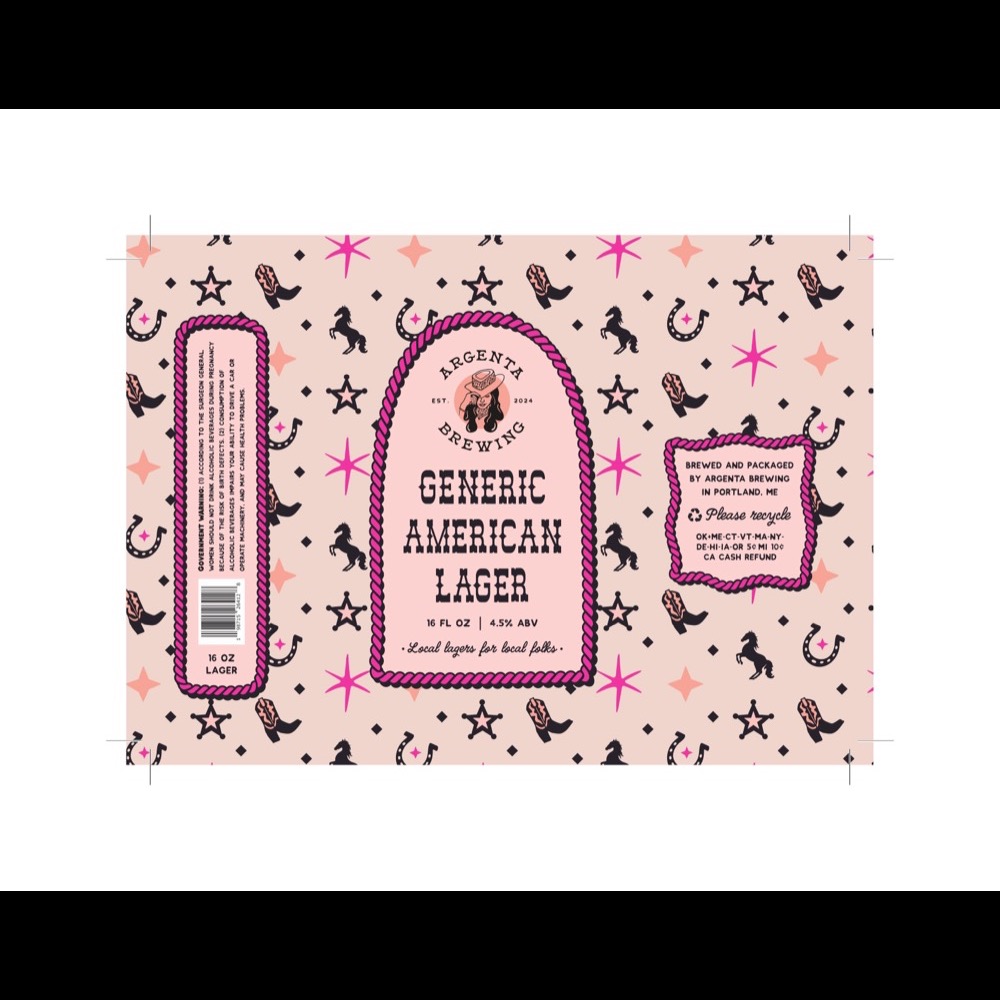 GOVERNMENT WARNING: (1) ACCORDING TO THE SURGEON GENERAL,
WOMEN SHOULD NOT DRINK ALCOHOLIC BEVERAGES DURING PREGNANCY
BECAUSE OF THE RISK OF BIRTH DEFECTS. (2) CONSUMPTION OF
ALCOHOLIC BEVERAGES IMPAIRS YOUR ABILITY TO DRIVE A CAR OR
OPERATE MACHINERY, AND MAY CAUSE HEALTH PROBLEMS.
16 OZ
LAGER
ARGENTA
EST. 2024
BREWING
GENERIC
AMERICAN
LAGER
16 FL OZ | 4.5% ABV
· Local lagers for local folks ·
BREWED AND PACKAGED
BY ARGENTA BREWING
IN PORTLAND, ME
Please recycle
OK+ME·CT·VT·MA·NY·
DE·HI·IA·OR 5¢ MI 10¢
CA CASH REFUND